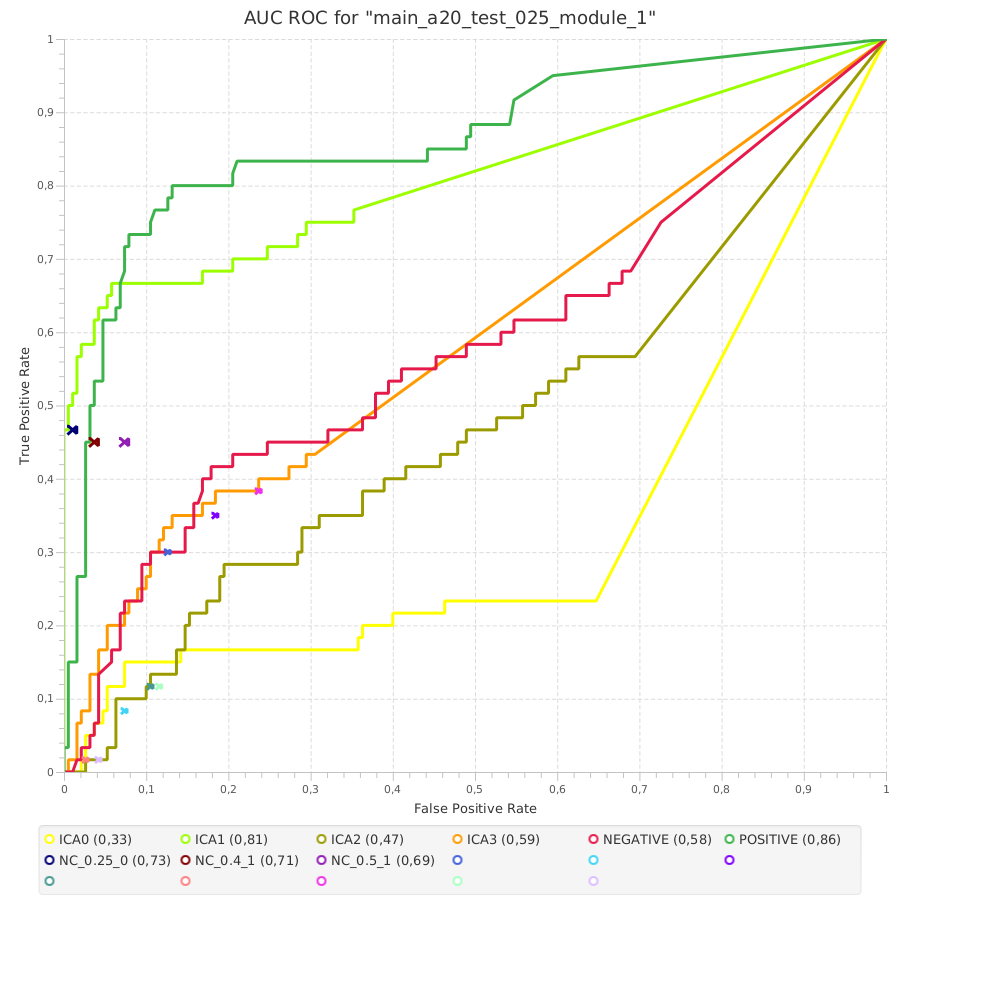 AUC ROC for "main_a20_test_025_module_1"
1
0,9
0,8
0,7
0,6
0,5
0,4
0,3
0,2
0,1
0
True Positive Rate
0 0,1 0,2 0,3 0,4 0,5 0,6 0,7 0,8 0,9 1
False Positive Rate
ICA0 (0,33) ICA1 (0,81) ICA2 (0,47) ICA3 (0,59) NEGATIVE (0,58) POSITIVE (0,86)
NC_0.25_0 (0,73) NC_0.4_1 (0,71) NC_0.5_1 (0,69)